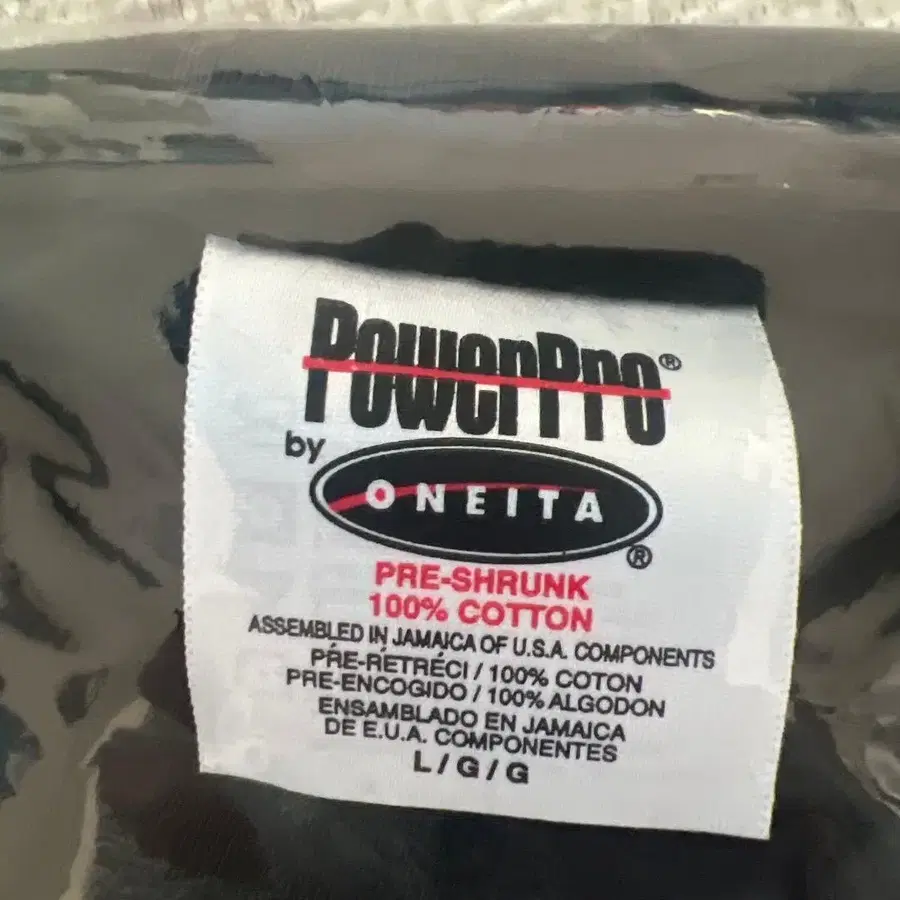 PowerPro®
by ONEITA®
PRE-SHRUNK
100% COTTON
ASSEMBLED IN JAMAICA OF U.S.A. COMPONENTS
PRÉ-RÉTRÉCI / 100% COTON
PRE-ENCOGIDO / 100% ALGODON
ENSAMBLADO EN JAMAICA
DE E.U.A. COMPONENTES
L / G / G